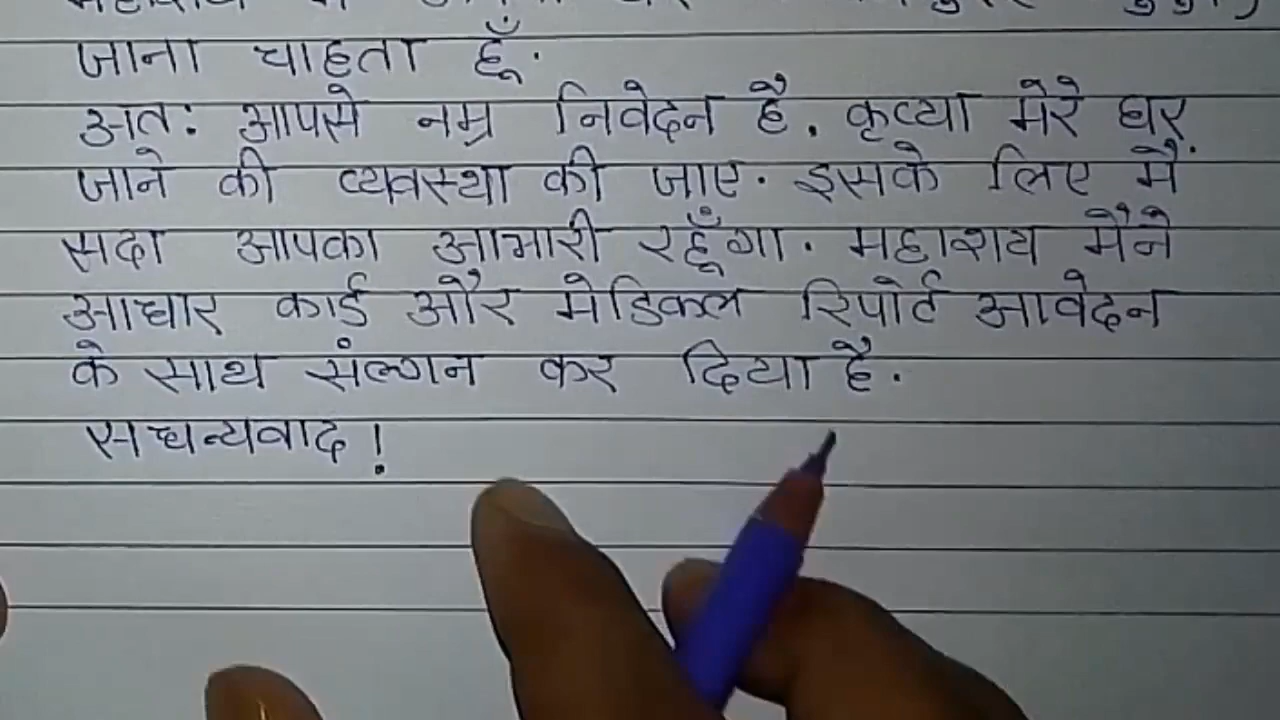 जाना चाहता हूँ.
अतः आपसे नम्र निवेदन है. कृप्या मेरे घर
जाने की व्यवस्था की जाए. इसके लिए मैं
सदा आपका आभारी रहूँगा. महाशय मैंने
आधार कार्ड और मेडिकल रिपोर्ट आवेदन
के साथ संल्गन कर दिया है.
सधन्यवाद!